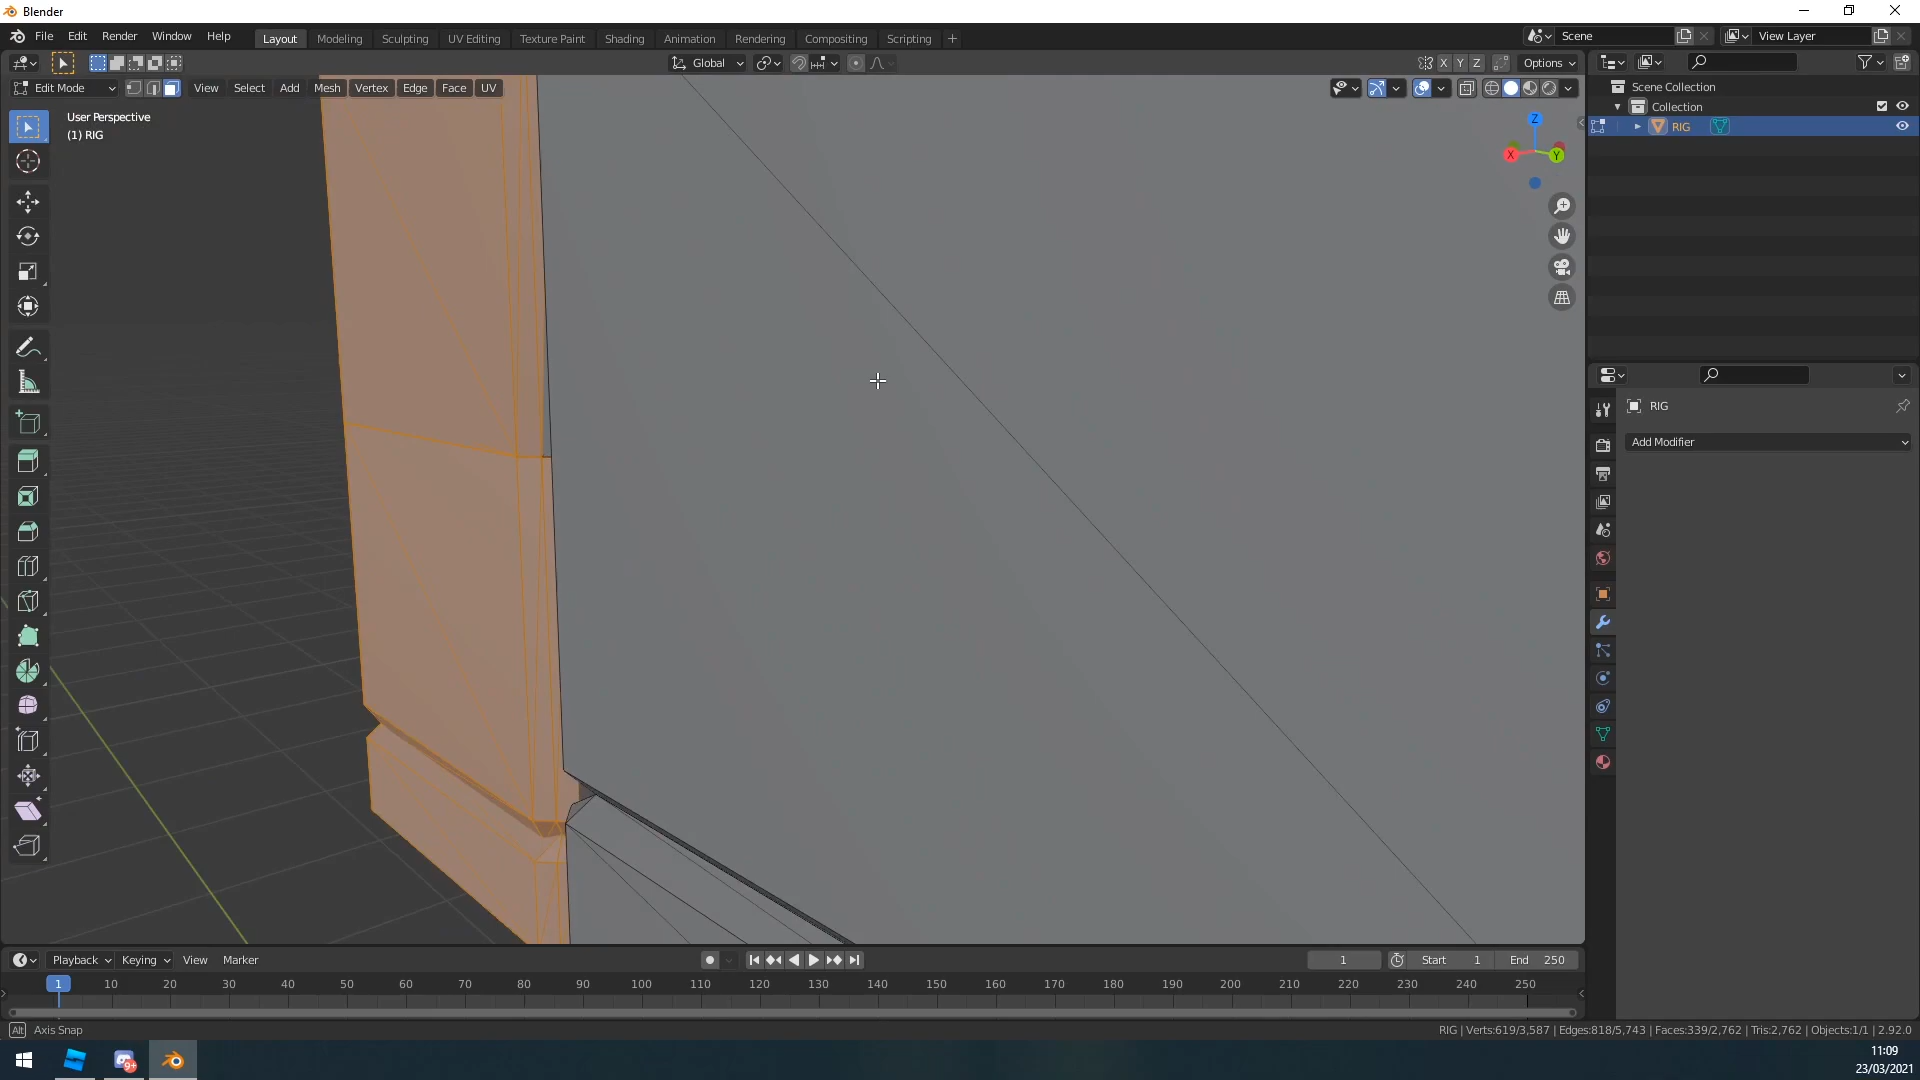 Blender
File Edit Render Window Help
Layout Modeling Sculpting UV Editing Texture Paint Shading Animation Rendering Compositing Scripting +
Scene
View Layer
Global
X Y Z
Options
Edit Mode
View Select Add Mesh Vertex Edge Face UV
User Perspective
(1) RIG
Z
X
Y
Scene Collection
Collection
RIG
RIG
Add Modifier
Playback Keying View Marker
1
Start 1
End 250
1 10 20 30 40 50 60 70 80 90 100 110 120 130 140 150 160 170 180 190 200 210 220 230 240 250
Alt Axis Snap
RIG | Verts:619/3,587 | Edges:818/5,743 | Faces:339/2,762 | Tris:2,762 | Objects:1/1 | 2.92.0
9+
11:09
23/03/2021